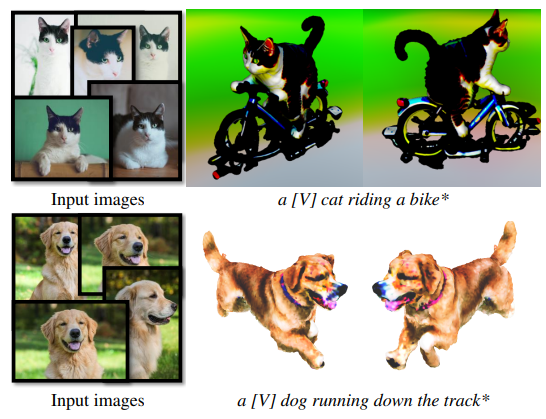 Input images
a [V] cat riding a bike*
Input images
a [V] dog running down the track*